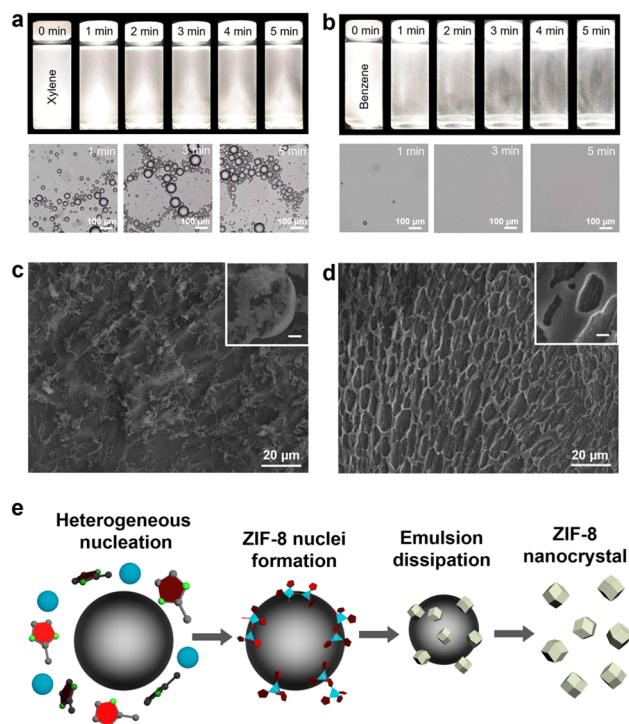 a
0 min
1 min
2 min
3 min
4 min
5 min
Xylene
1 min
3 min
5 min
100 μm
100 μm
100 μm
b
0 min
1 min
2 min
3 min
4 min
5 min
Benzene
1 min
3 min
5 min
100 μm
100 μm
100 μm
c
20 μm
d
20 μm
e
Heterogeneous
nucleation
ZIF-8 nuclei
formation
Emulsion
dissipation
ZIF-8
nanocrystal